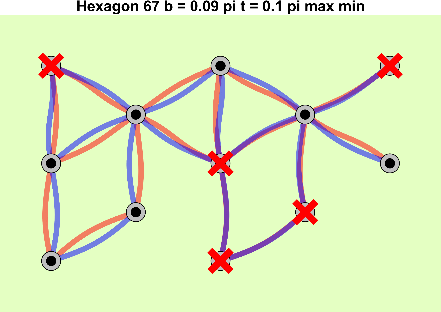 Hexagon 67 b = 0.09 pi t = 0.1 pi max min